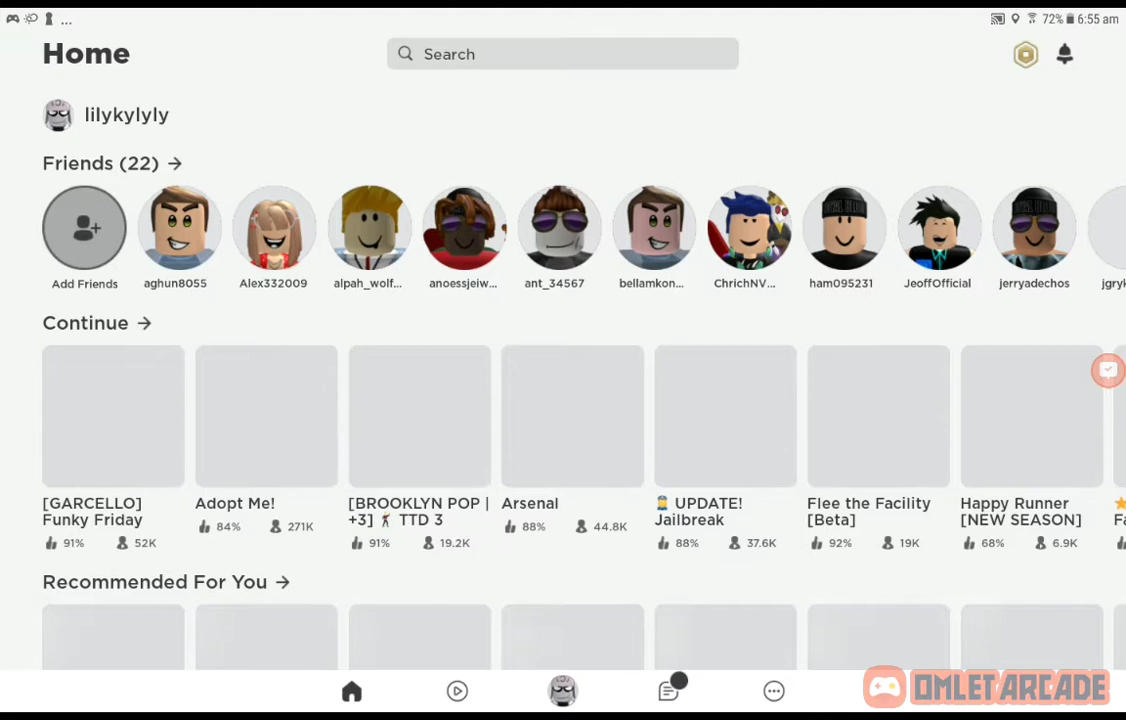 ... 72% 6:55 am
Home
Search
lilykylyly
Friends (22) →
Add Friends aghun8055 Alex332009 alpah_wolf... anoessjeiw... ant_34567 bellamkon... ChrichNV... ham095231 JeoffOfficial jerryadechos jgryk
Continue →
[GARCELLO] Adopt Me! [BROOKLYN POP | Arsenal 👮 UPDATE! Flee the Facility Happy Runner
Funky Friday +3] 🕺 TTD 3 Jailbreak [Beta] [NEW SEASON] Fa
84% 271K 88% 44.8K
91% 52K 91% 19.2K 88% 37.6K 92% 19K 68% 6.9K
Recommended For You →
OMLET ARCADE